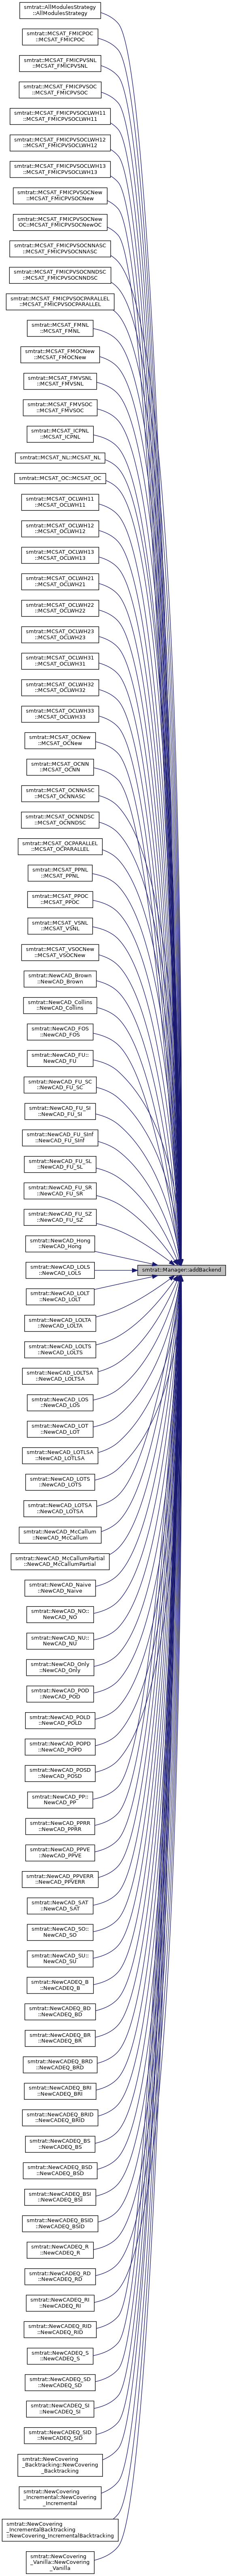 smtrat::AllModulesStrategy
::AllModulesStrategy
smtrat::MCSAT_FMICPOC
::MCSAT_FMICPOC
smtrat::MCSAT_FMICPVSNL
::MCSAT_FMICPVSNL
smtrat::MCSAT_FMICPVSOC
::MCSAT_FMICPVSOC
smtrat::MCSAT_FMICPVSOCLWH11
::MCSAT_FMICPVSOCLWH11
smtrat::MCSAT_FMICPVSOCLWH12
::MCSAT_FMICPVSOCLWH12
smtrat::MCSAT_FMICPVSOCLWH13
::MCSAT_FMICPVSOCLWH13
smtrat::MCSAT_FMICPVSOCNew
::MCSAT_FMICPVSOCNew
smtrat::MCSAT_FMICPVSOCNew
OC::MCSAT_FMICPVSOCNewOC
smtrat::MCSAT_FMICPVSOCNNASC
::MCSAT_FMICPVSOCNNASC
smtrat::MCSAT_FMICPVSOCNNDSC
::MCSAT_FMICPVSOCNNDSC
smtrat::MCSAT_FMICPVSOCPARALLEL
::MCSAT_FMICPVSOCPARALLEL
smtrat::MCSAT_FMNL
::MCSAT_FMNL
smtrat::MCSAT_FMOCNew
::MCSAT_FMOCNew
smtrat::MCSAT_FMVSNL
::MCSAT_FMVSNL
smtrat::MCSAT_FMVSOC
::MCSAT_FMVSOC
smtrat::MCSAT_ICPNL
::MCSAT_ICPNL
smtrat::MCSAT_NL::MCSAT_NL
smtrat::MCSAT_OC::MCSAT_OC
smtrat::MCSAT_OCLWH11
::MCSAT_OCLWH11
smtrat::MCSAT_OCLWH12
::MCSAT_OCLWH12
smtrat::MCSAT_OCLWH13
::MCSAT_OCLWH13
smtrat::MCSAT_OCLWH21
::MCSAT_OCLWH21
smtrat::MCSAT_OCLWH22
::MCSAT_OCLWH22
smtrat::MCSAT_OCLWH23
::MCSAT_OCLWH23
smtrat::MCSAT_OCLWH31
::MCSAT_OCLWH31
smtrat::MCSAT_OCLWH32
::MCSAT_OCLWH32
smtrat::MCSAT_OCLWH33
::MCSAT_OCLWH33
smtrat::MCSAT_OCNew
::MCSAT_OCNew
smtrat::MCSAT_OCNN
::MCSAT_OCNN
smtrat::MCSAT_OCNNASC
::MCSAT_OCNNASC
smtrat::MCSAT_OCNNDSC
::MCSAT_OCNNDSC
smtrat::MCSAT_OCPARALLEL
::MCSAT_OCPARALLEL
smtrat::MCSAT_PPNL
::MCSAT_PPNL
smtrat::MCSAT_PPOC
::MCSAT_PPOC
smtrat::MCSAT_VSNL
::MCSAT_VSNL
smtrat::MCSAT_VSOCNew
::MCSAT_VSOCNew
smtrat::NewCAD_Brown
::NewCAD_Brown
smtrat::NewCAD_Collins
::NewCAD_Collins
smtrat::NewCAD_FOS
::NewCAD_FOS
smtrat::NewCAD_FU::
NewCAD_FU
smtrat::NewCAD_FU_SC
::NewCAD_FU_SC
smtrat::NewCAD_FU_SI
::NewCAD_FU_SI
smtrat::NewCAD_FU_SInf
::NewCAD_FU_SInf
smtrat::NewCAD_FU_SL
::NewCAD_FU_SL
smtrat::NewCAD_FU_SR
::NewCAD_FU_SR
smtrat::NewCAD_FU_SZ
::NewCAD_FU_SZ
smtrat::NewCAD_Hong
::NewCAD_Hong
smtrat::NewCAD_LOLS
::NewCAD_LOLS
smtrat::Manager::addBackend
smtrat::NewCAD_LOLT
::NewCAD_LOLT
smtrat::NewCAD_LOLTA
::NewCAD_LOLTA
smtrat::NewCAD_LOLTS
::NewCAD_LOLTS
smtrat::NewCAD_LOLTSA
::NewCAD_LOLTSA
smtrat::NewCAD_LOS
::NewCAD_LOS
smtrat::NewCAD_LOT
::NewCAD_LOT
smtrat::NewCAD_LOTLSA
::NewCAD_LOTLSA
smtrat::NewCAD_LOTS
::NewCAD_LOTS
smtrat::NewCAD_LOTSA
::NewCAD_LOTSA
smtrat::NewCAD_McCallum
::NewCAD_McCallum
smtrat::NewCAD_McCallumPartial
::NewCAD_McCallumPartial
smtrat::NewCAD_Naive
::NewCAD_Naive
smtrat::NewCAD_NO::
NewCAD_NO
smtrat::NewCAD_NU::
NewCAD_NU
smtrat::NewCAD_Only
::NewCAD_Only
smtrat::NewCAD_POD
::NewCAD_POD
smtrat::NewCAD_POLD
::NewCAD_POLD
smtrat::NewCAD_POPD
::NewCAD_POPD
smtrat::NewCAD_POSD
::NewCAD_POSD
smtrat::NewCAD_PP::
NewCAD_PP
smtrat::NewCAD_PPRR
::NewCAD_PPRR
smtrat::NewCAD_PPVE
::NewCAD_PPVE
smtrat::NewCAD_PPVERR
::NewCAD_PPVERR
smtrat::NewCAD_SAT
::NewCAD_SAT
smtrat::NewCAD_SO::
NewCAD_SO
smtrat::NewCAD_SU::
NewCAD_SU
smtrat::NewCADEQ_B
::NewCADEQ_B
smtrat::NewCADEQ_BD
::NewCADEQ_BD
smtrat::NewCADEQ_BR
::NewCADEQ_BR
smtrat::NewCADEQ_BRD
::NewCADEQ_BRD
smtrat::NewCADEQ_BRI
::NewCADEQ_BRI
smtrat::NewCADEQ_BRID
::NewCADEQ_BRID
smtrat::NewCADEQ_BS
::NewCADEQ_BS
smtrat::NewCADEQ_BSD
::NewCADEQ_BSD
smtrat::NewCADEQ_BSI
::NewCADEQ_BSI
smtrat::NewCADEQ_BSID
::NewCADEQ_BSID
smtrat::NewCADEQ_R
::NewCADEQ_R
smtrat::NewCADEQ_RD
::NewCADEQ_RD
smtrat::NewCADEQ_RI
::NewCADEQ_RI
smtrat::NewCADEQ_RID
::NewCADEQ_RID
smtrat::NewCADEQ_S
::NewCADEQ_S
smtrat::NewCADEQ_SD
::NewCADEQ_SD
smtrat::NewCADEQ_SI
::NewCADEQ_SI
smtrat::NewCADEQ_SID
::NewCADEQ_SID
smtrat::NewCovering
_Backtracking::NewCovering
_Backtracking
smtrat::NewCovering
_Incremental::NewCovering
_Incremental
smtrat::NewCovering
_IncrementalBacktracking
::NewCovering_IncrementalBacktracking
smtrat::NewCovering
_Vanilla::NewCovering
_Vanilla